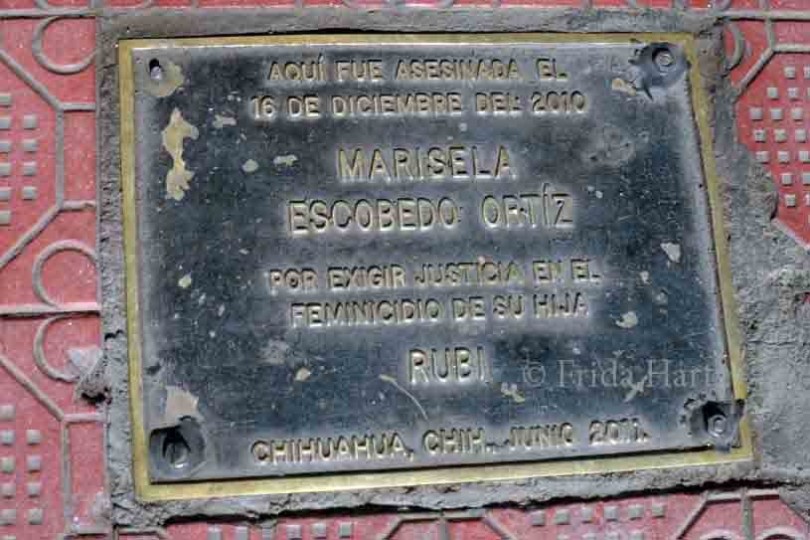 AQUÍ FUE ASESINADA EL
16 DE DICIEMBRE DEL 2010
MARISELA
ESCOBEDO ORTÍZ
POR EXIGIR JUSTICIA EN EL
FEMINICIDIO DE SU HIJA
RUBI
© Frida Hart
CHIHUAHUA, CHIH., JUNIO 2011.